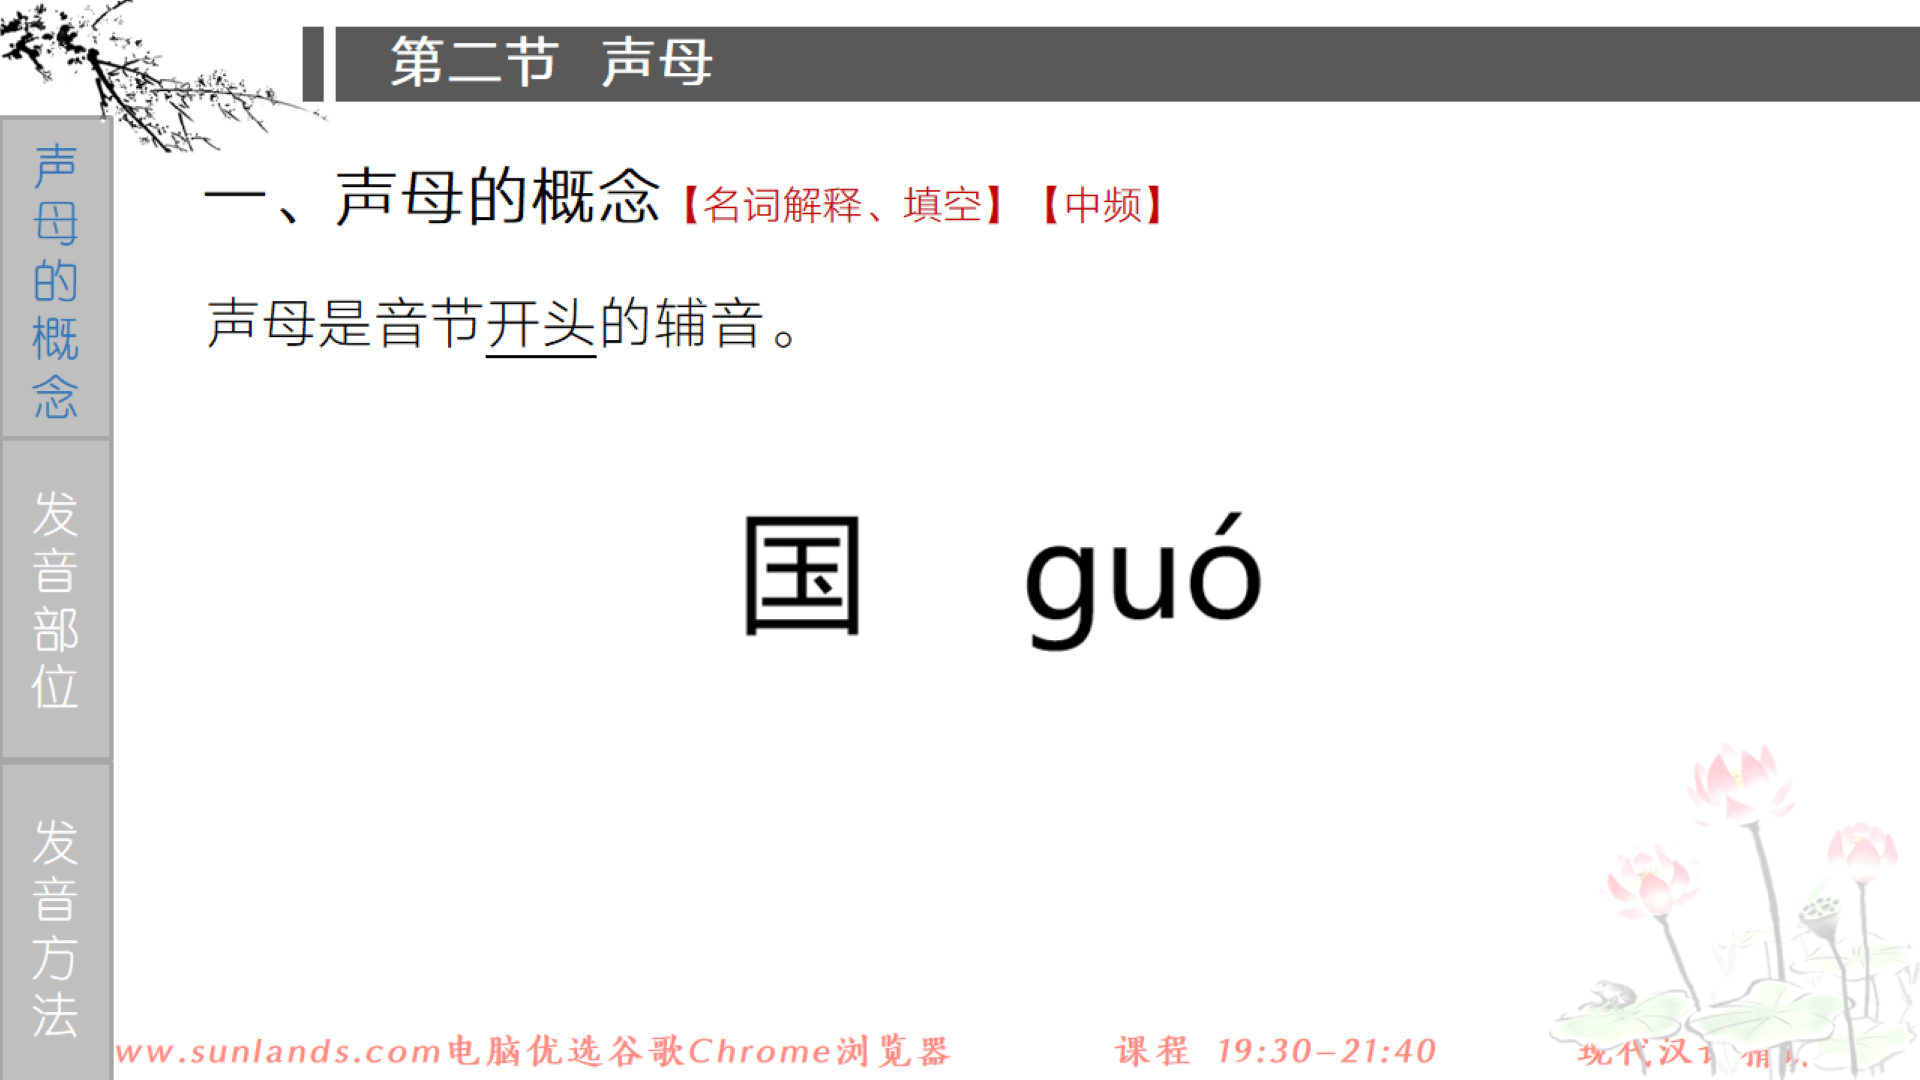 第二节 声母
声母的概念
发音部位
发音方法
一、声母的概念【名词解释、填空】【中频】
声母是音节开头的辅音。
国 guó
ww.sunlands.com电脑优选谷歌Chrome浏览器 课程 19:30-21:40 现代汉